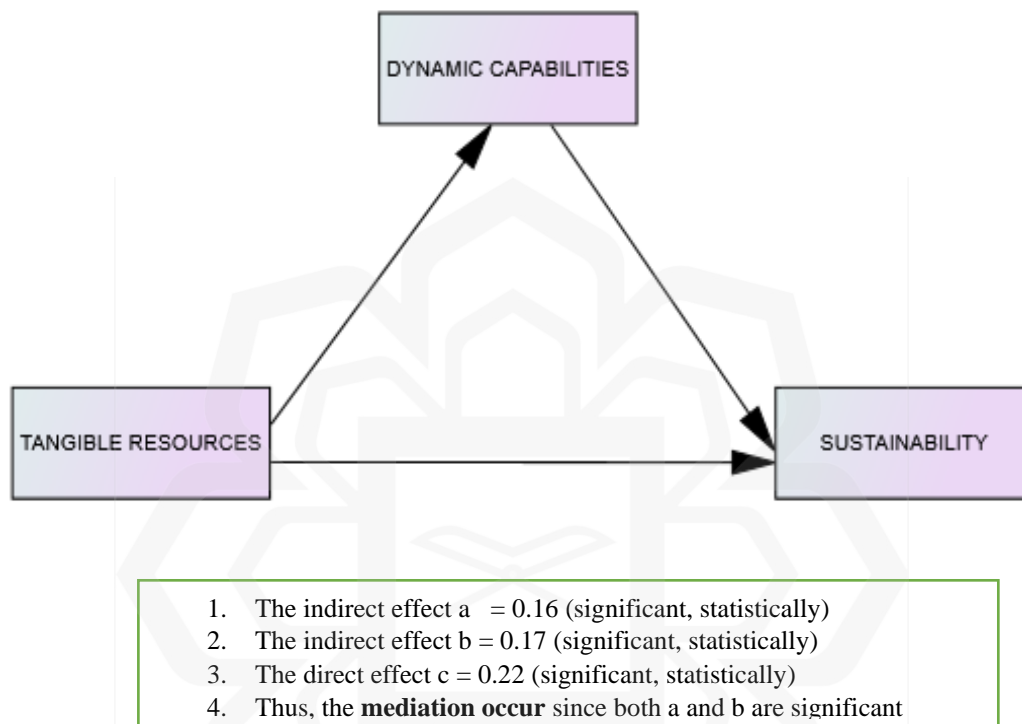 DYNAMIC CAPABILITIES
TANGIBLE RESOURCES
SUSTAINABILITY
1. The indirect effect a = 0.16 (significant, statistically)
2. The indirect effect b = 0.17 (significant, statistically)
3. The direct effect c = 0.22 (significant, statistically)
4. Thus, the mediation occur since both a and b are significant